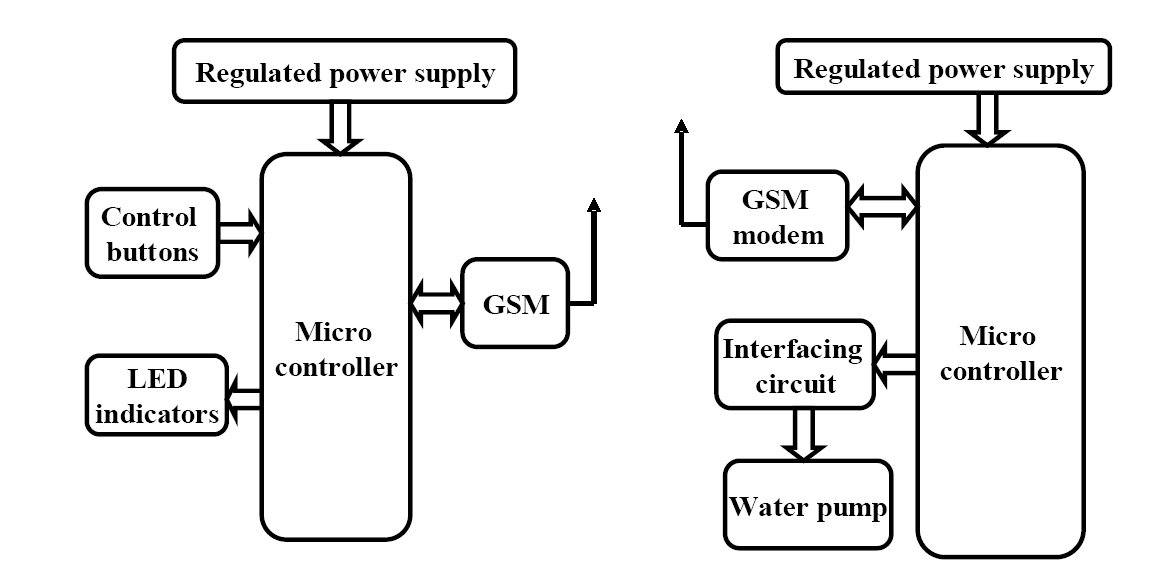 Regulated power supply
Control
buttons
GSM
Micro
controller
LED
indicators
Regulated power supply
GSM
modem
Interfacing
circuit
Micro
controller
Water pump